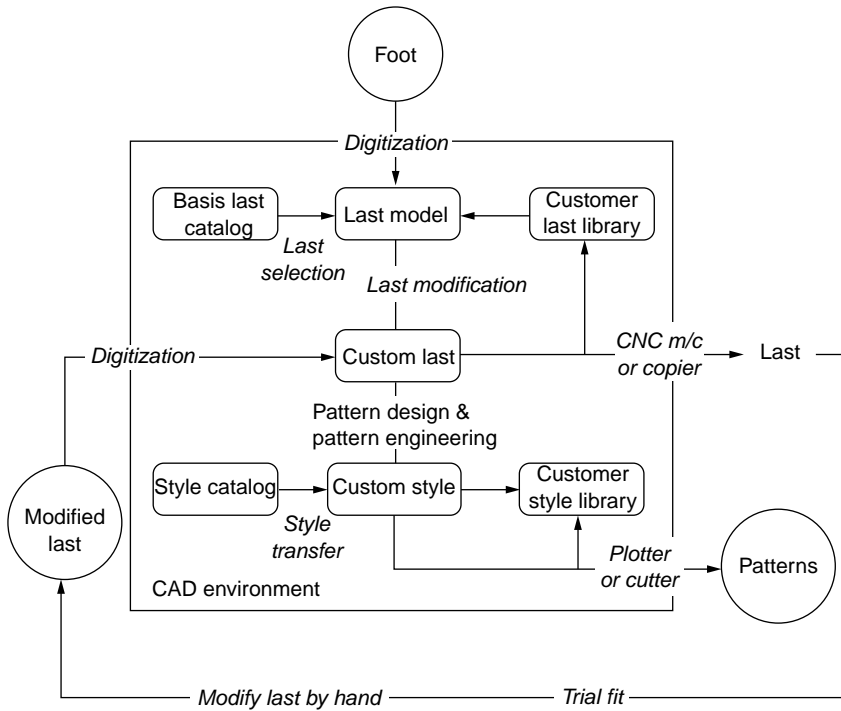 Foot
Digitization
Basis last
catalog
Last model
Customer
last library
Last
selection
Last modification
Digitization
Custom last
CNC m/c
or copier
Last
Pattern design &
pattern engineering
Style catalog
Custom style
Customer
style library
Modified
last
Style
transfer
Plotter
or cutter
Patterns
CAD environment
Modify last by hand
Trial fit